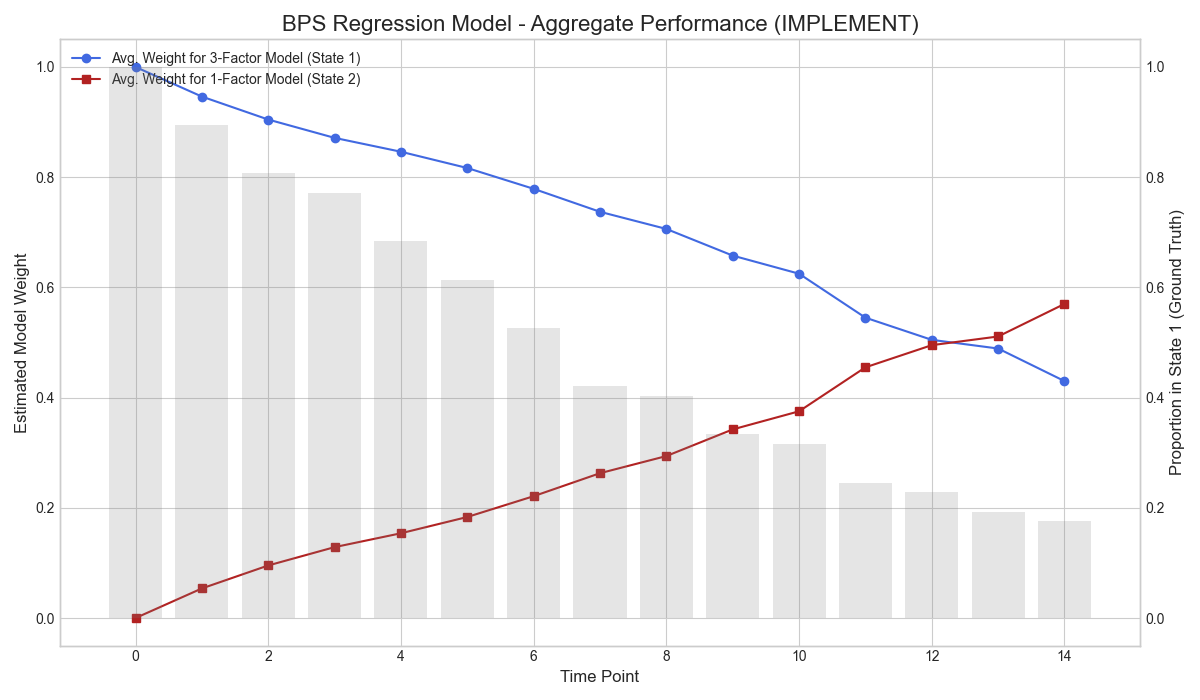 BPS Regression Model - Aggregate Performance (IMPLEMENT)
Avg. Weight for 3-Factor Model (State 1)
Avg. Weight for 1-Factor Model (State 2)
Estimated Model Weight
1.0
0.8
0.6
0.4
0.2
0.0
1.0
0.8
0.6
0.4
0.2
0.0
Proportion in State 1 (Ground Truth)
0 2 4 6 8 10 12 14
Time Point